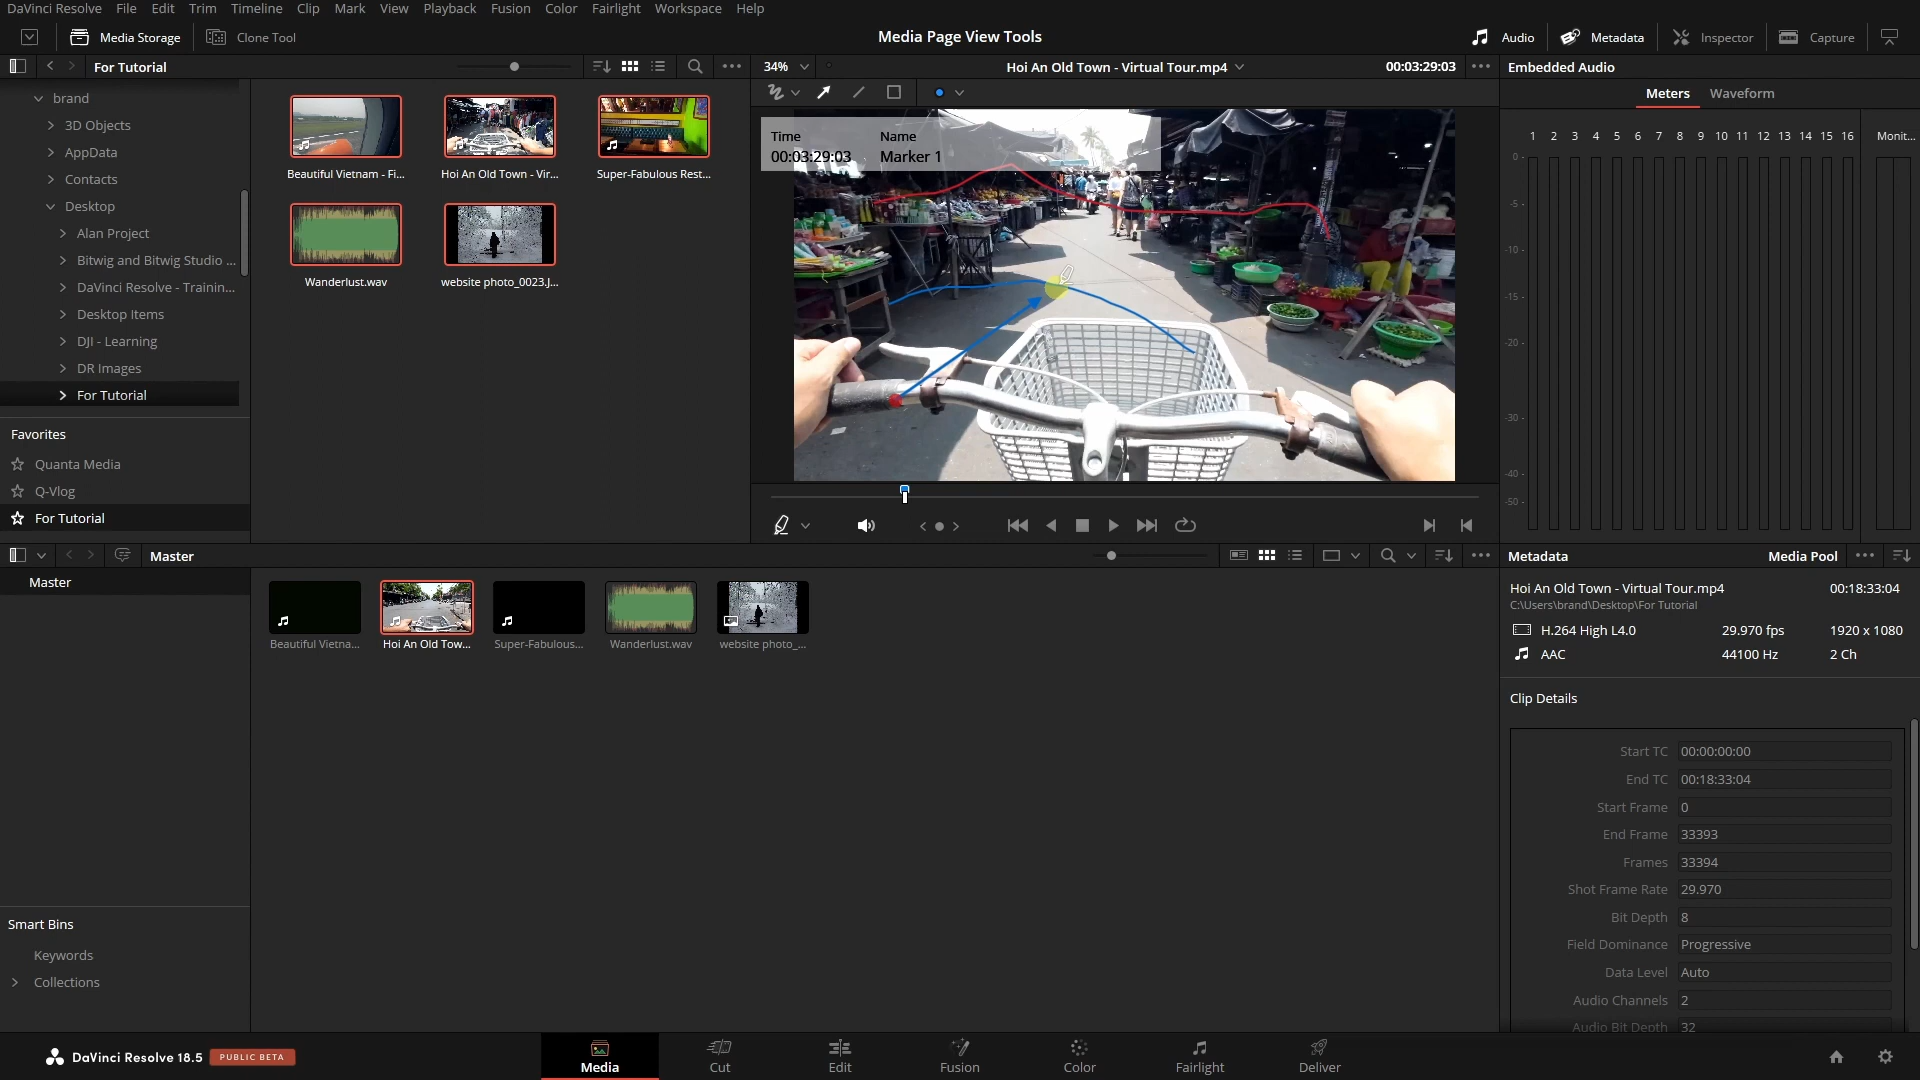 DaVinci Resolve File Edit Trim Timeline Clip Mark View Playback Fusion Color Fairlight Workspace Help
Media Storage Clone Tool Media Page View Tools Audio Metadata Inspector Capture
For Tutorial 34% Hoi An Old Town - Virtual Tour.mp4 00:03:29:03 Embedded Audio
brand
3D Objects
AppData
Contacts
Desktop
Alan Project
Bitwig and Bitwig Studio ...
DaVinci Resolve - Trainin...
Desktop Items
DJI - Learning
DR Images
For Tutorial
Favorites
Quanta Media
Q-Vlog
For Tutorial
Beautiful Vietnam - Fi...
Hoi An Old Town - Vir...
Super-Fabulous Rest...
Wanderlust.wav
website photo_0023.J...
Time Name
00:03:29:03 Marker 1
Meters Waveform
1 2 3 4 5 6 7 8 9 10 11 12 13 14 15 16 Monit...
0 -
-5 -
-10 -
-15 -
-20 -
-30 -
-40 -
-50 -
Master
Master
Smart Bins
Keywords
Collections
Beautiful Vietna...
Hoi An Old Tow...
Super-Fabulous...
Wanderlust.wav
website photo_...
Metadata Media Pool
Hoi An Old Town - Virtual Tour.mp4 00:18:33:04
C:\Users\brand\Desktop\For Tutorial
H.264 High L4.0 29.970 fps 1920 x 1080
AAC 44100 Hz 2 Ch
Clip Details
Start TC 00:00:00:00
End TC 00:18:33:04
Start Frame 0
End Frame 33393
Frames 33394
Shot Frame Rate 29.970
Bit Depth 8
Field Dominance Progressive
Data Level Auto
Audio Channels 2
Audio Bit Depth 32
DaVinci Resolve 18.5 PUBLIC BETA Media Cut Edit Fusion Color Fairlight Deliver